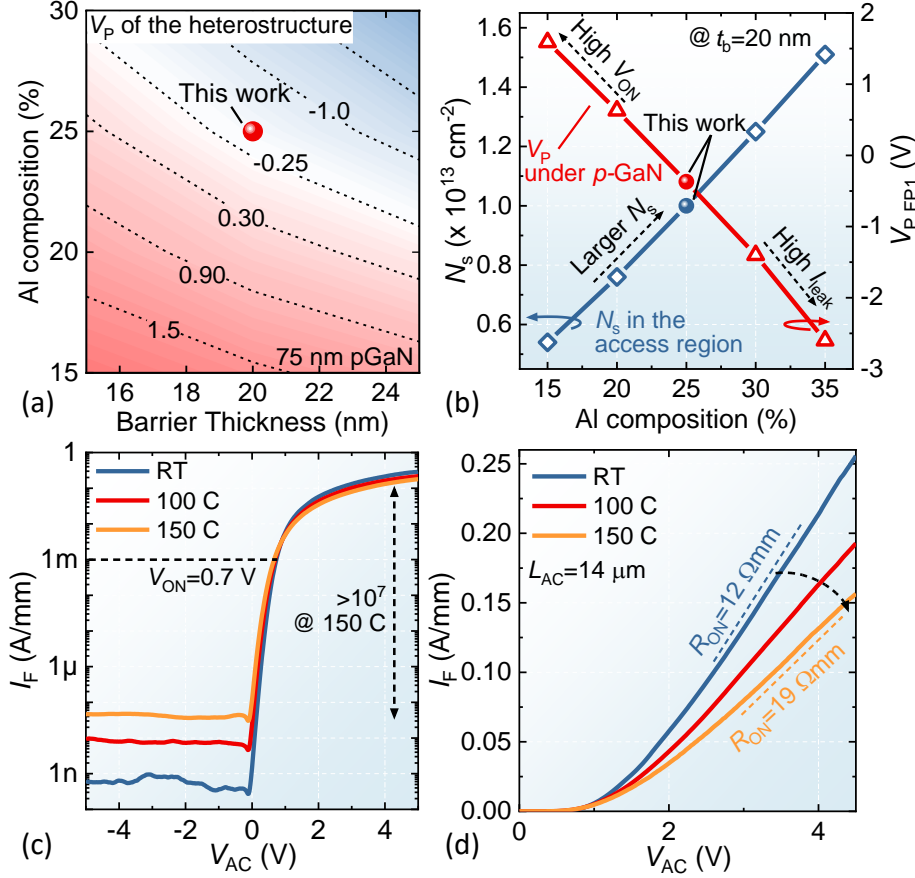 V_P of the heterostructure
This work
-1.0
-0.25
0.30
0.90
1.5
75 nm pGaN
30
25
20
15
15
20
25
Al composition (%)
Barrier Thickness (nm)
(a)
@ t_b=20 nm
High V_ON
This work
V_P
under p-GaN
Larger N_s
High I_leak
N_s in the
access region
1.6
1.4
1.2
1.0
0.8
0.6
2
1
0
-1
-2
-3
15
20
25
30
35
N_s (x 10^13 cm^-2)
V_P EP1 (V)
Al composition (%)
(b)
RT
100 C
150 C
V_ON=0.7 V
>10^7
@ 150 C
1
1m
1µ
1n
-4
-2
0
2
4
I_F (A/mm)
V_AC (V)
(c)
RT
100 C
150 C
L_AC=14 µm
R_ON=12 Ωmm
R_ON=19 Ωmm
0.25
0.20
0.15
0.10
0.05
0.00
0
2
4
I_F (A/mm)
V_AC (V)
(d)